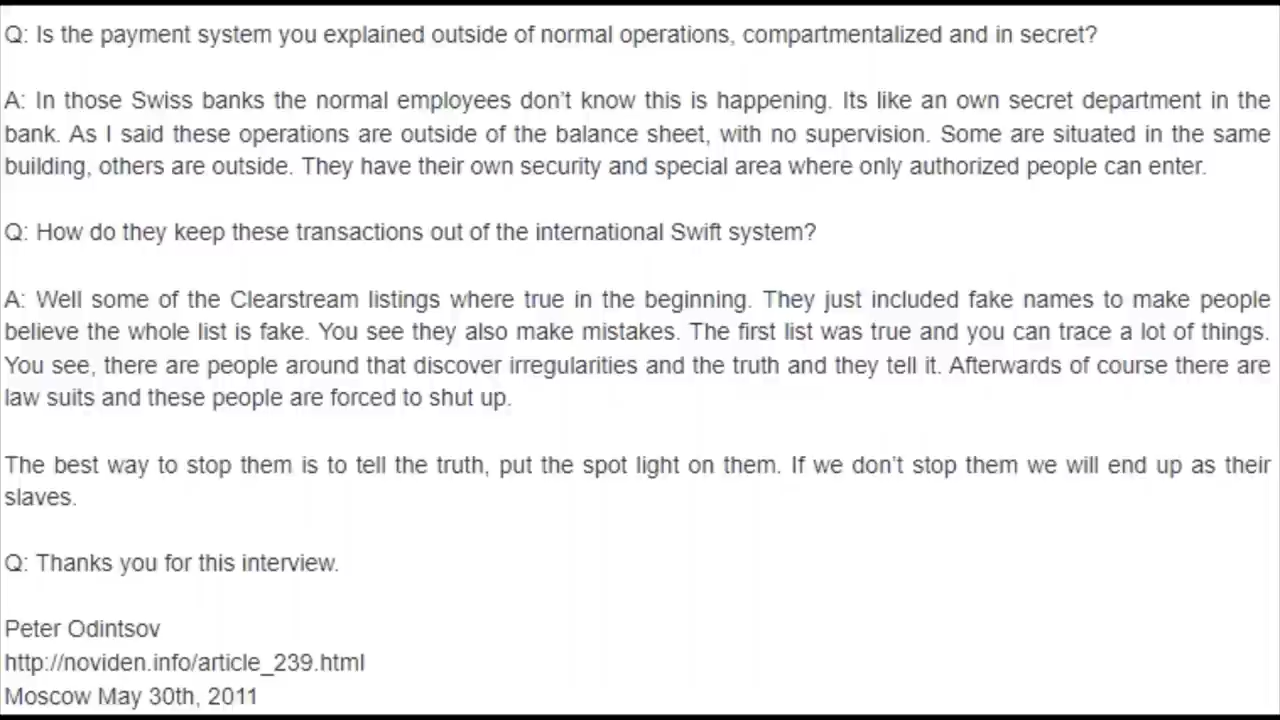 Q: Is the payment system you explained outside of normal operations, compartmentalized and in secret?
A: In those Swiss banks the normal employees don't know this is happening. Its like an own secret department in the
bank. As I said these operations are outside of the balance sheet, with no supervision. Some are situated in the same
building, others are outside. They have their own security and special area where only authorized people can enter.
Q: How do they keep these transactions out of the international Swift system?
A: Well some of the Clearstream listings where true in the beginning. They just included fake names to make people
believe the whole list is fake. You see they also make mistakes. The first list was true and you can trace a lot of things.
You see, there are people around that discover irregularities and the truth and they tell it. Afterwards of course there are
law suits and these people are forced to shut up.
The best way to stop them is to tell the truth, put the spot light on them. If we don't stop them we will end up as their
slaves.
Q: Thanks you for this interview.
Peter Odintsov
http://noviden.info/article_239.html
Moscow May 30th, 2011